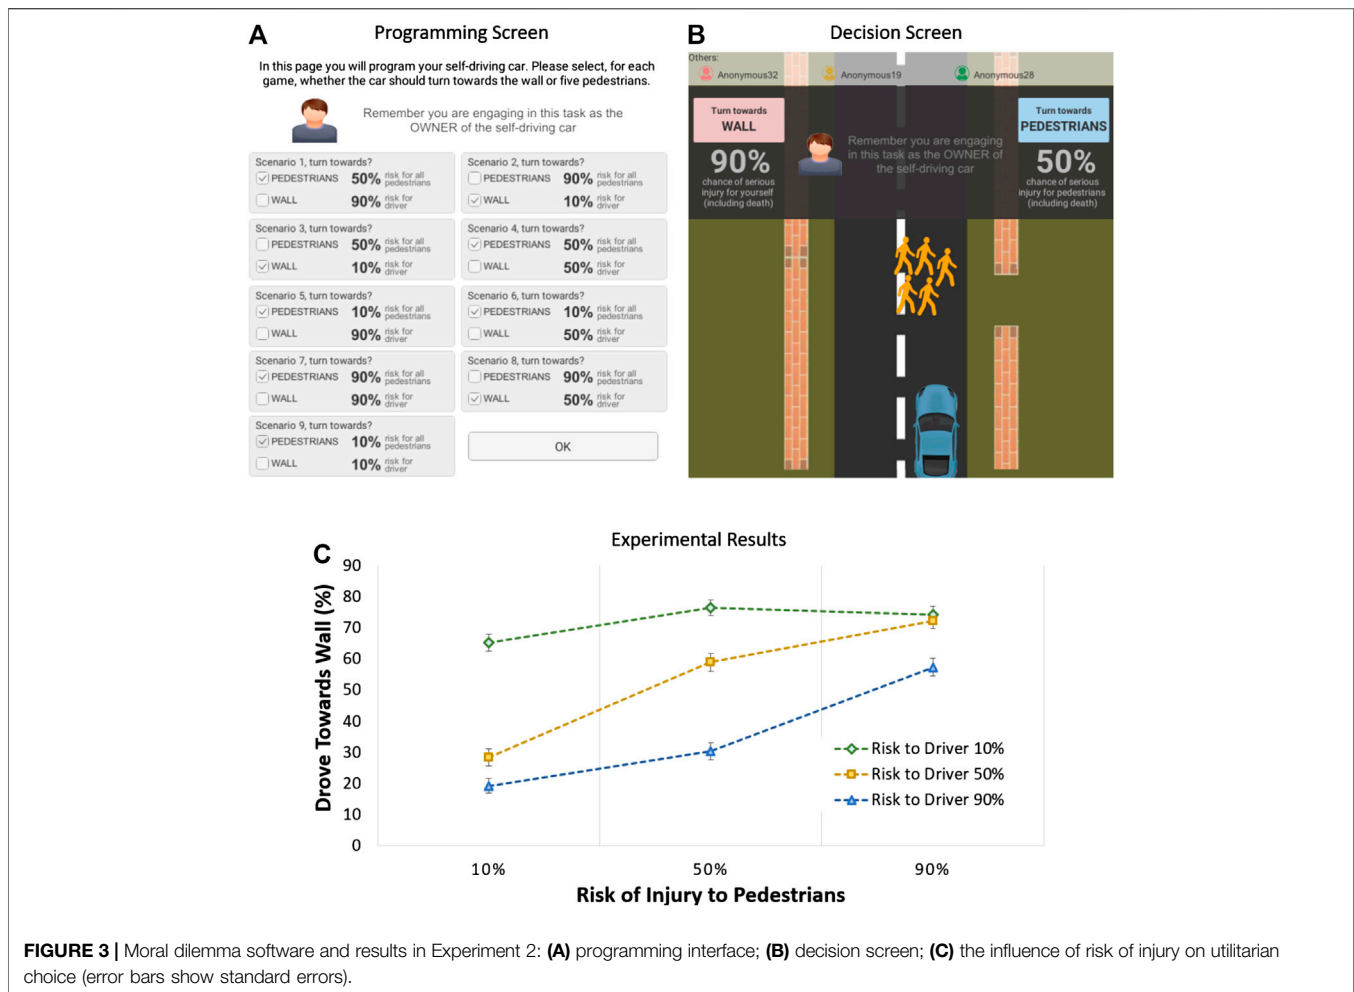 A
Programming Screen
In this page you will program your self-driving car. Please select, for each
game, whether the car should turn towards the wall or five pedestrians.
Remember you are engaging in this task as the
OWNER of the self-driving car
Scenario 1, turn towards?
PEDESTRIANS 50% risk for all pedestrians
WALL 90% risk for driver
Scenario 2, turn towards?
PEDESTRIANS 90% risk for all pedestrians
WALL 10% risk for driver
Scenario 3, turn towards?
PEDESTRIANS 50% risk for all pedestrians
WALL 10% risk for driver
Scenario 4, turn towards?
PEDESTRIANS 50% risk for all pedestrians
WALL 50% risk for driver
Scenario 5, turn towards?
PEDESTRIANS 10% risk for all pedestrians
WALL 90% risk for driver
Scenario 6, turn towards?
PEDESTRIANS 10% risk for all pedestrians
WALL 50% risk for driver
Scenario 7, turn towards?
PEDESTRIANS 90% risk for all pedestrians
WALL 90% risk for driver
Scenario 8, turn towards?
PEDESTRIANS 90% risk for all pedestrians
WALL 50% risk for driver
Scenario 9, turn towards?
PEDESTRIANS 10% risk for all pedestrians
WALL 10% risk for driver
OK
B
Decision Screen
Others:
Anonymous32
Anonymous19
Anonymous28
Turn towards
WALL
90%
chance of serious
injury for yourself
(including death)
Remember you are engaging
in this task as the OWNER of
the self-driving car
Turn towards
PEDESTRIANS
50%
chance of serious
injury for pedestrians
(including death)
C
Experimental Results
Drove Towards Wall (%)
90
80
70
60
50
40
30
20
10
0
Risk to Driver 10%
Risk to Driver 50%
Risk to Driver 90%
10% 50% 90%
Risk of Injury to Pedestrians
FIGURE 3 | Moral dilemma software and results in Experiment 2: (A) programming interface; (B) decision screen; (C) the influence of risk of injury on utilitarian
choice (error bars show standard errors).